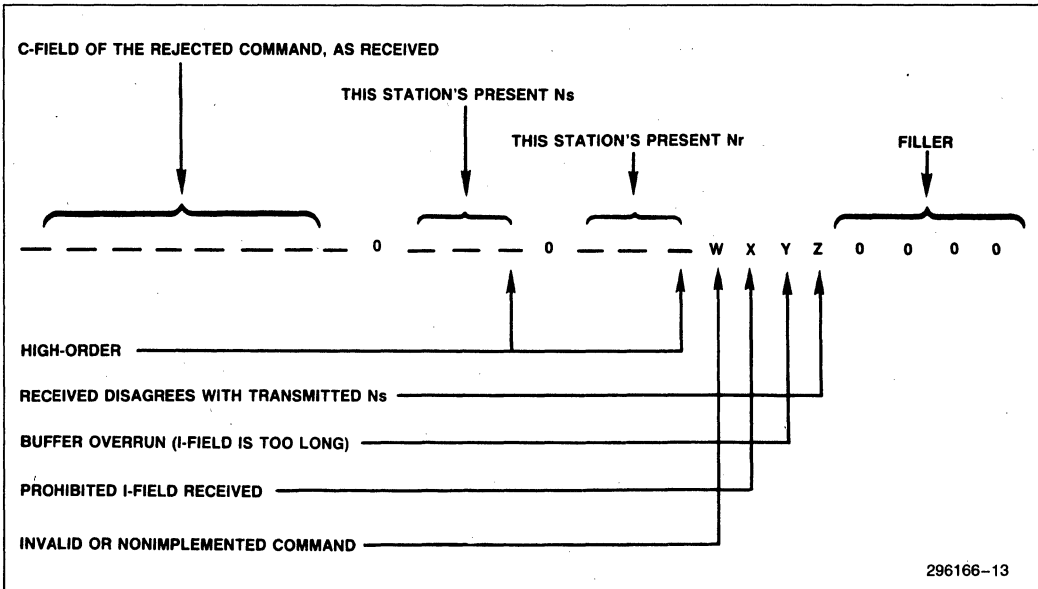 C-FIELD OF THE REJECTED COMMAND, AS RECEIVED
THIS STATION'S PRESENT Ns
THIS STATION'S PRESENT Nr
FILLER
0 0 W X Y Z 0 0 0 0
HIGH-ORDER
RECEIVED DISAGREES WITH TRANSMITTED Ns
BUFFER OVERRUN (I-FIELD IS TOO LONG)
PROHIBITED I-FIELD RECEIVED
INVALID OR NONIMPLEMENTED COMMAND
296166–13